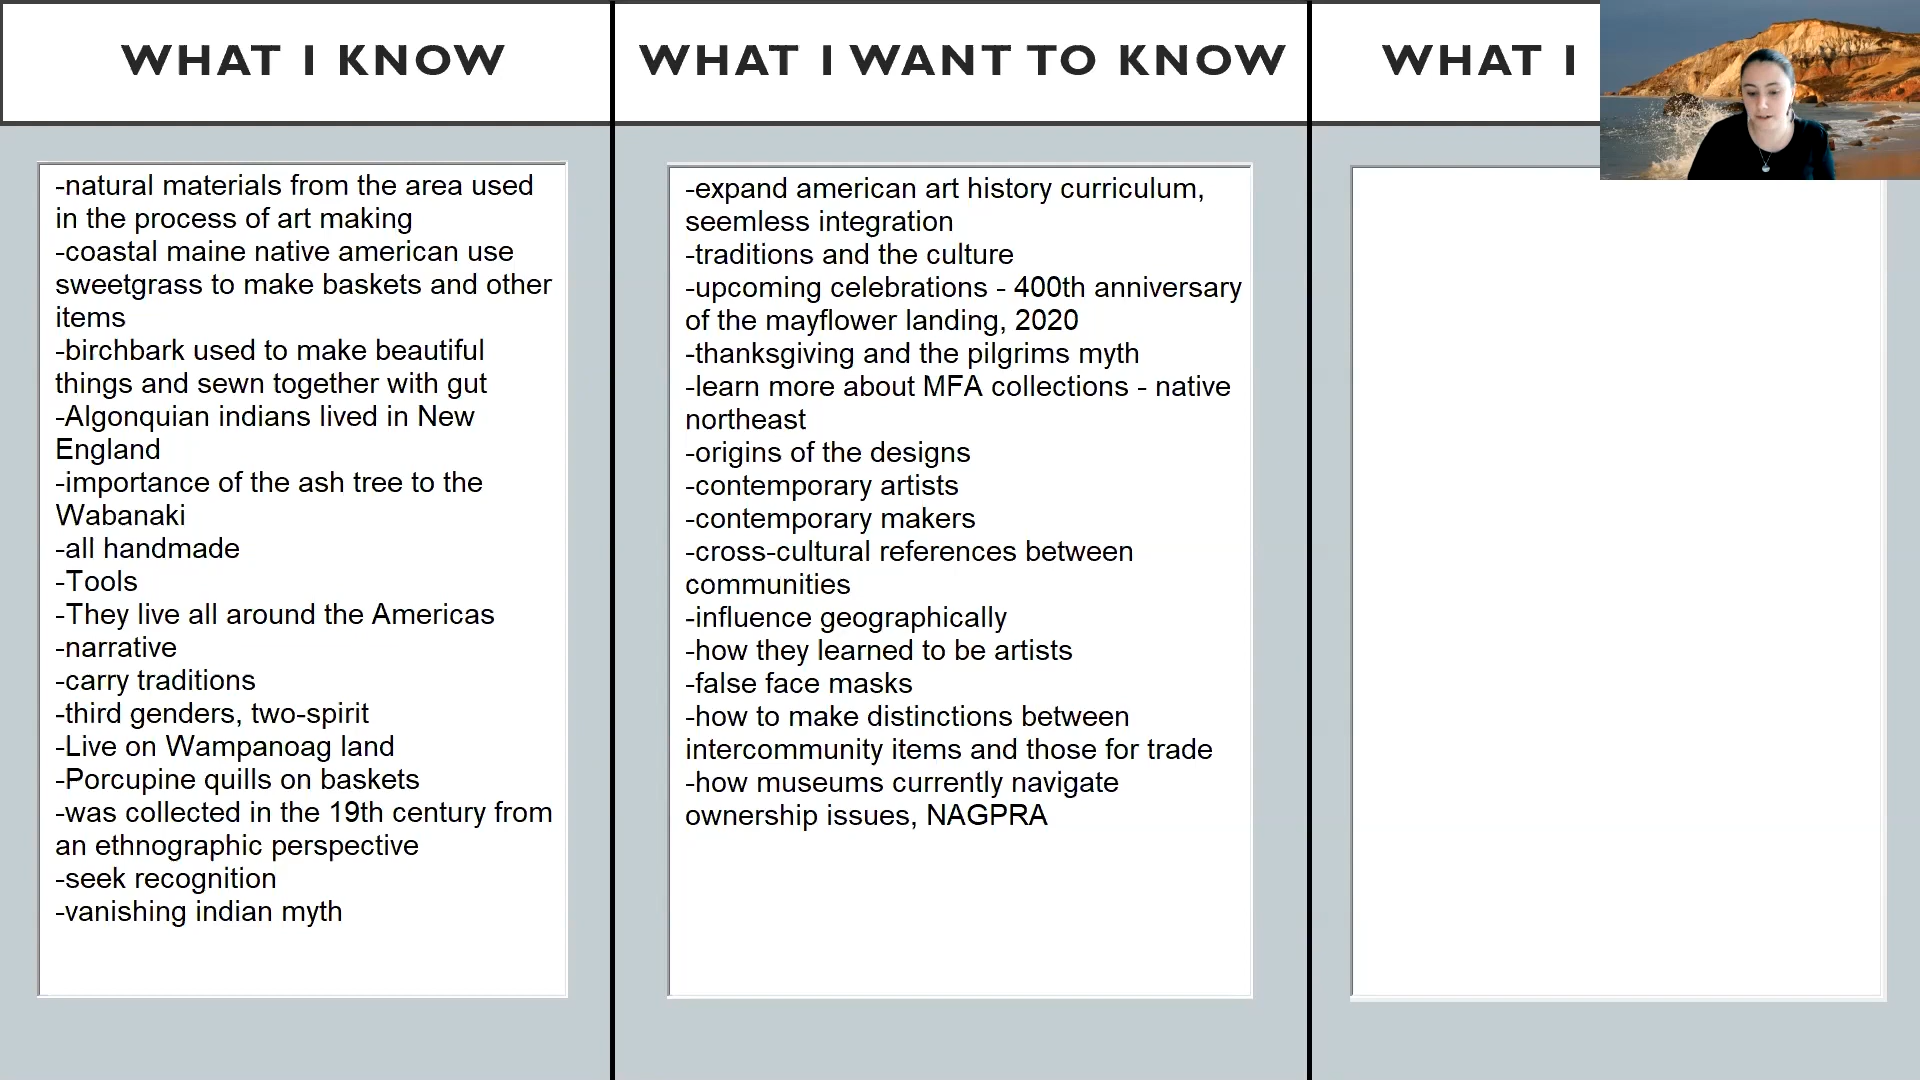 WHAT I KNOW
-natural materials from the area used
in the process of art making
-coastal maine native american use
sweetgrass to make baskets and other
items
-birchbark used to make beautiful
things and sewn together with gut
-Algonquian indians lived in New
England
-importance of the ash tree to the
Wabanaki
-all handmade
-Tools
-They live all around the Americas
-narrative
-carry traditions
-third genders, two-spirit
-Live on Wampanoag land
-Porcupine quills on baskets
-was collected in the 19th century from
an ethnographic perspective
-seek recognition
-vanishing indian myth
WHAT I WANT TO KNOW
-expand american art history curriculum,
seemless integration
-traditions and the culture
-upcoming celebrations - 400th anniversary
of the mayflower landing, 2020
-thanksgiving and the pilgrims myth
-learn more about MFA collections - native
northeast
-origins of the designs
-contemporary artists
-contemporary makers
-cross-cultural references between
communities
-influence geographically
-how they learned to be artists
-false face masks
-how to make distinctions between
intercommunity items and those for trade
-how museums currently navigate
ownership issues, NAGPRA
WHAT I